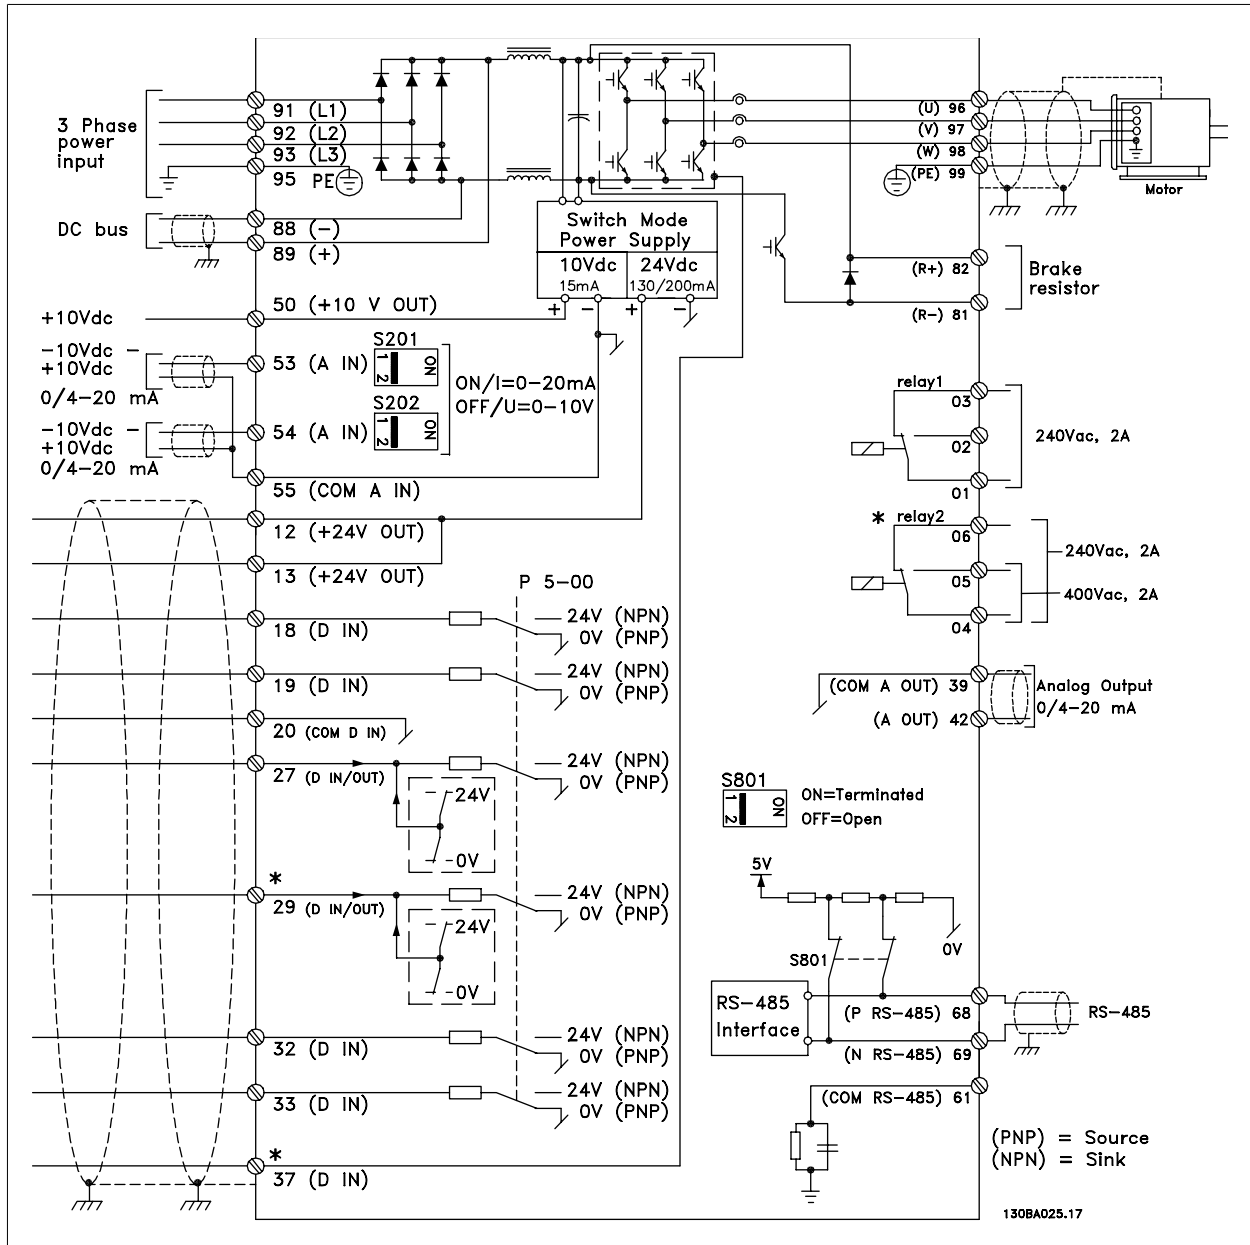 3 Phase
power
input
91 (L1)
92 (L2)
93 (L3)
95 PE
DC bus
88 (−)
89 (+)
+10Vdc
50 (+10 V OUT)
−10Vdc −
+10Vdc
0/4−20 mA
53 (A IN)
−10Vdc −
+10Vdc
0/4−20 mA
54 (A IN)
55 (COM A IN)
12 (+24V OUT)
13 (+24V OUT)
18 (D IN)
19 (D IN)
20 (COM D IN)
27 (D IN/OUT)
*
29 (D IN/OUT)
32 (D IN)
33 (D IN)
*
37 (D IN)
S201
1 2
ON
S202
1 2
ON
ON/I=0−20mA
OFF/U=0−10V
Switch Mode
Power Supply
10Vdc
15mA
24Vdc
130/200mA
+ − + −
P 5−00
24V (NPN)
0V (PNP)
24V (NPN)
0V (PNP)
24V (NPN)
0V (PNP)
24V
0V
24V (NPN)
0V (PNP)
24V
0V
24V (NPN)
0V (PNP)
24V (NPN)
0V (PNP)
(U) 96
(V) 97
(W) 98
(PE) 99
Motor
(R+) 82
(R−) 81
Brake
resistor
relay1
03
02
01
240Vac, 2A
* relay2
06
05
04
240Vac, 2A
400Vac, 2A
(COM A OUT) 39
(A OUT) 42
Analog Output
0/4−20 mA
S801
1 2
ON
ON=Terminated
OFF=Open
5V
0V
S801
RS−485
Interface
(P RS−485) 68
(N RS−485) 69
RS−485
(COM RS−485) 61
(PNP) = Source
(NPN) = Sink
130BA025.17